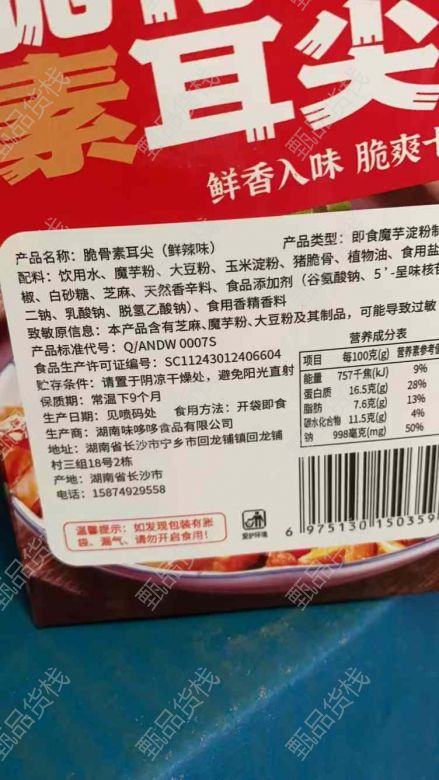 素耳尖
鲜香入味 脆爽
产品名称：脆骨素耳尖（鲜辣味）
产品类型：即食魔芋淀粉制
配料：饮用水、魔芋粉、大豆粉、玉米淀粉、猪脆骨、植物油、食用盐
椒、白砂糖、芝麻、天然香辛料、食品添加剂（谷氨酸钠、5'-呈味核苷
二钠、乳酸钠、脱氢乙酸钠）、食用香精香料
致敏原信息：本产品含有芝麻、魔芋粉、大豆粉及其制品，可能导致过敏
产品标准代号：Q/ANDW 0007S
食品生产许可证编号：SC11243012406604
贮存条件：请置于阴凉干燥处，避免阳光直射
保质期：常温下9个月
生产日期：见喷码处 食用方法：开袋即食
生产商：湖南味哆哆食品有限公司
地址：湖南省长沙市宁乡市回龙铺镇回龙铺
村三组18号2栋
产地：湖南省长沙市
电话：15874929558
营养成分表
项目 每100克(g) 营养素参考值
能量 757千焦(kJ) 9%
蛋白质 16.5克(g) 28%
脂肪 7.6克(g) 13%
碳水化合物 11.5克(g) 4%
钠 998毫克(mg) 50%
温馨提示：如发现包装有胀
袋、漏气、请勿开启食用！
爱护环境
6 975130 150359
甄品货栈